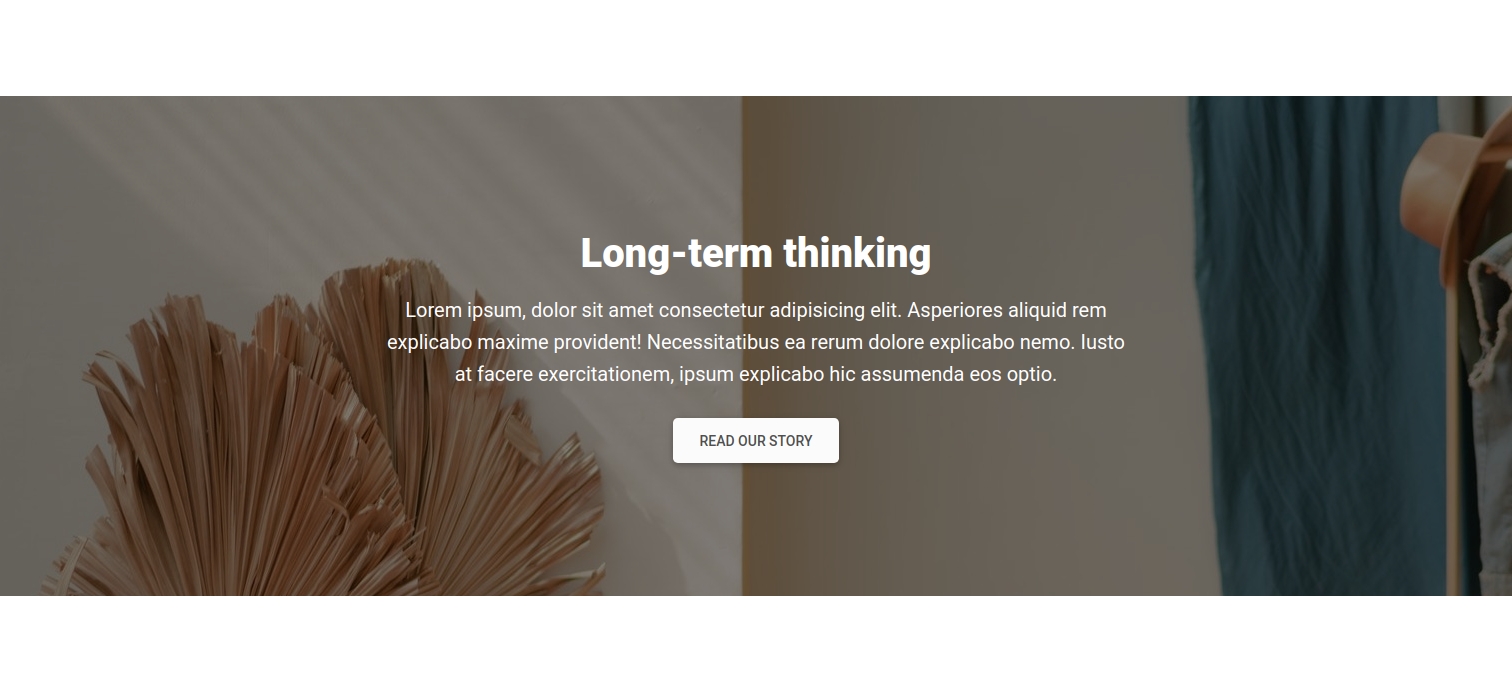 Long-term thinking
Lorem ipsum, dolor sit amet consectetur adipisicing elit. Asperiores aliquid rem
explicabo maxime provident! Necessitatibus ea rerum dolore explicabo nemo. Iusto
at facere exercitationem, ipsum explicabo hic assumenda eos optio.
READ OUR STORY